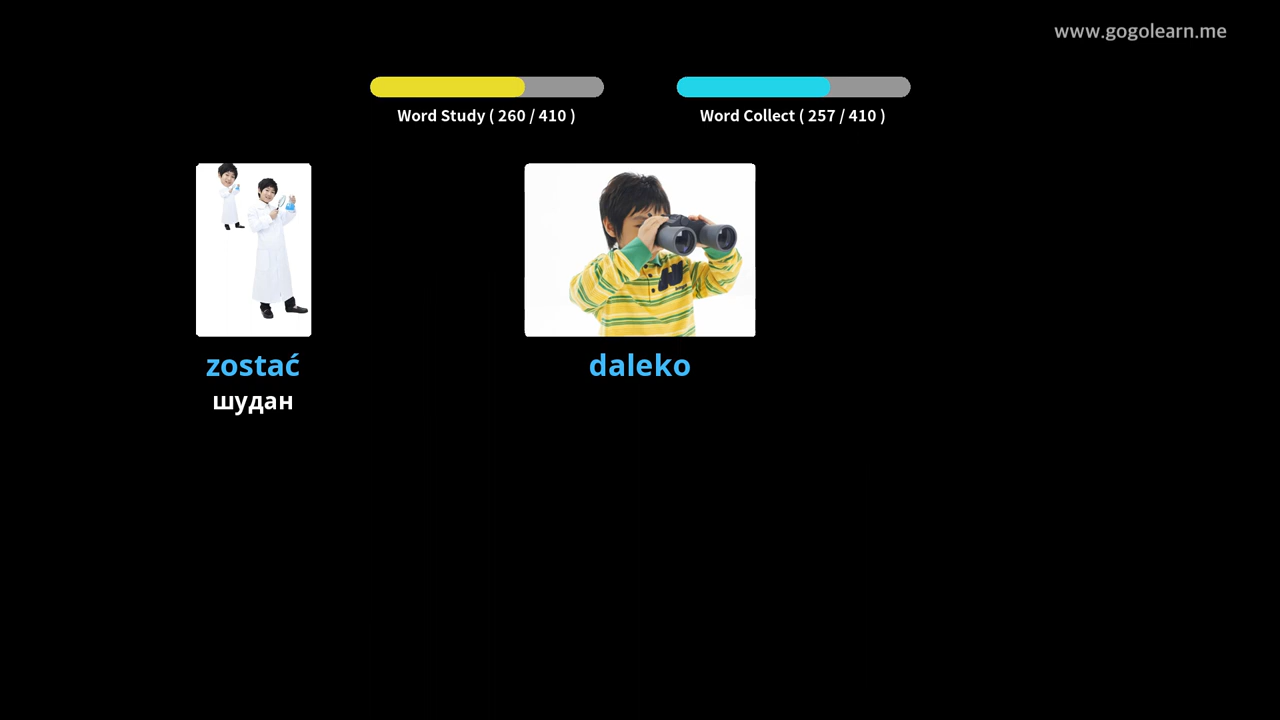 www.gogolearn.me
Word Study ( 260 / 410 )
Word Collect ( 257 / 410 )
zostać
шудан
daleko